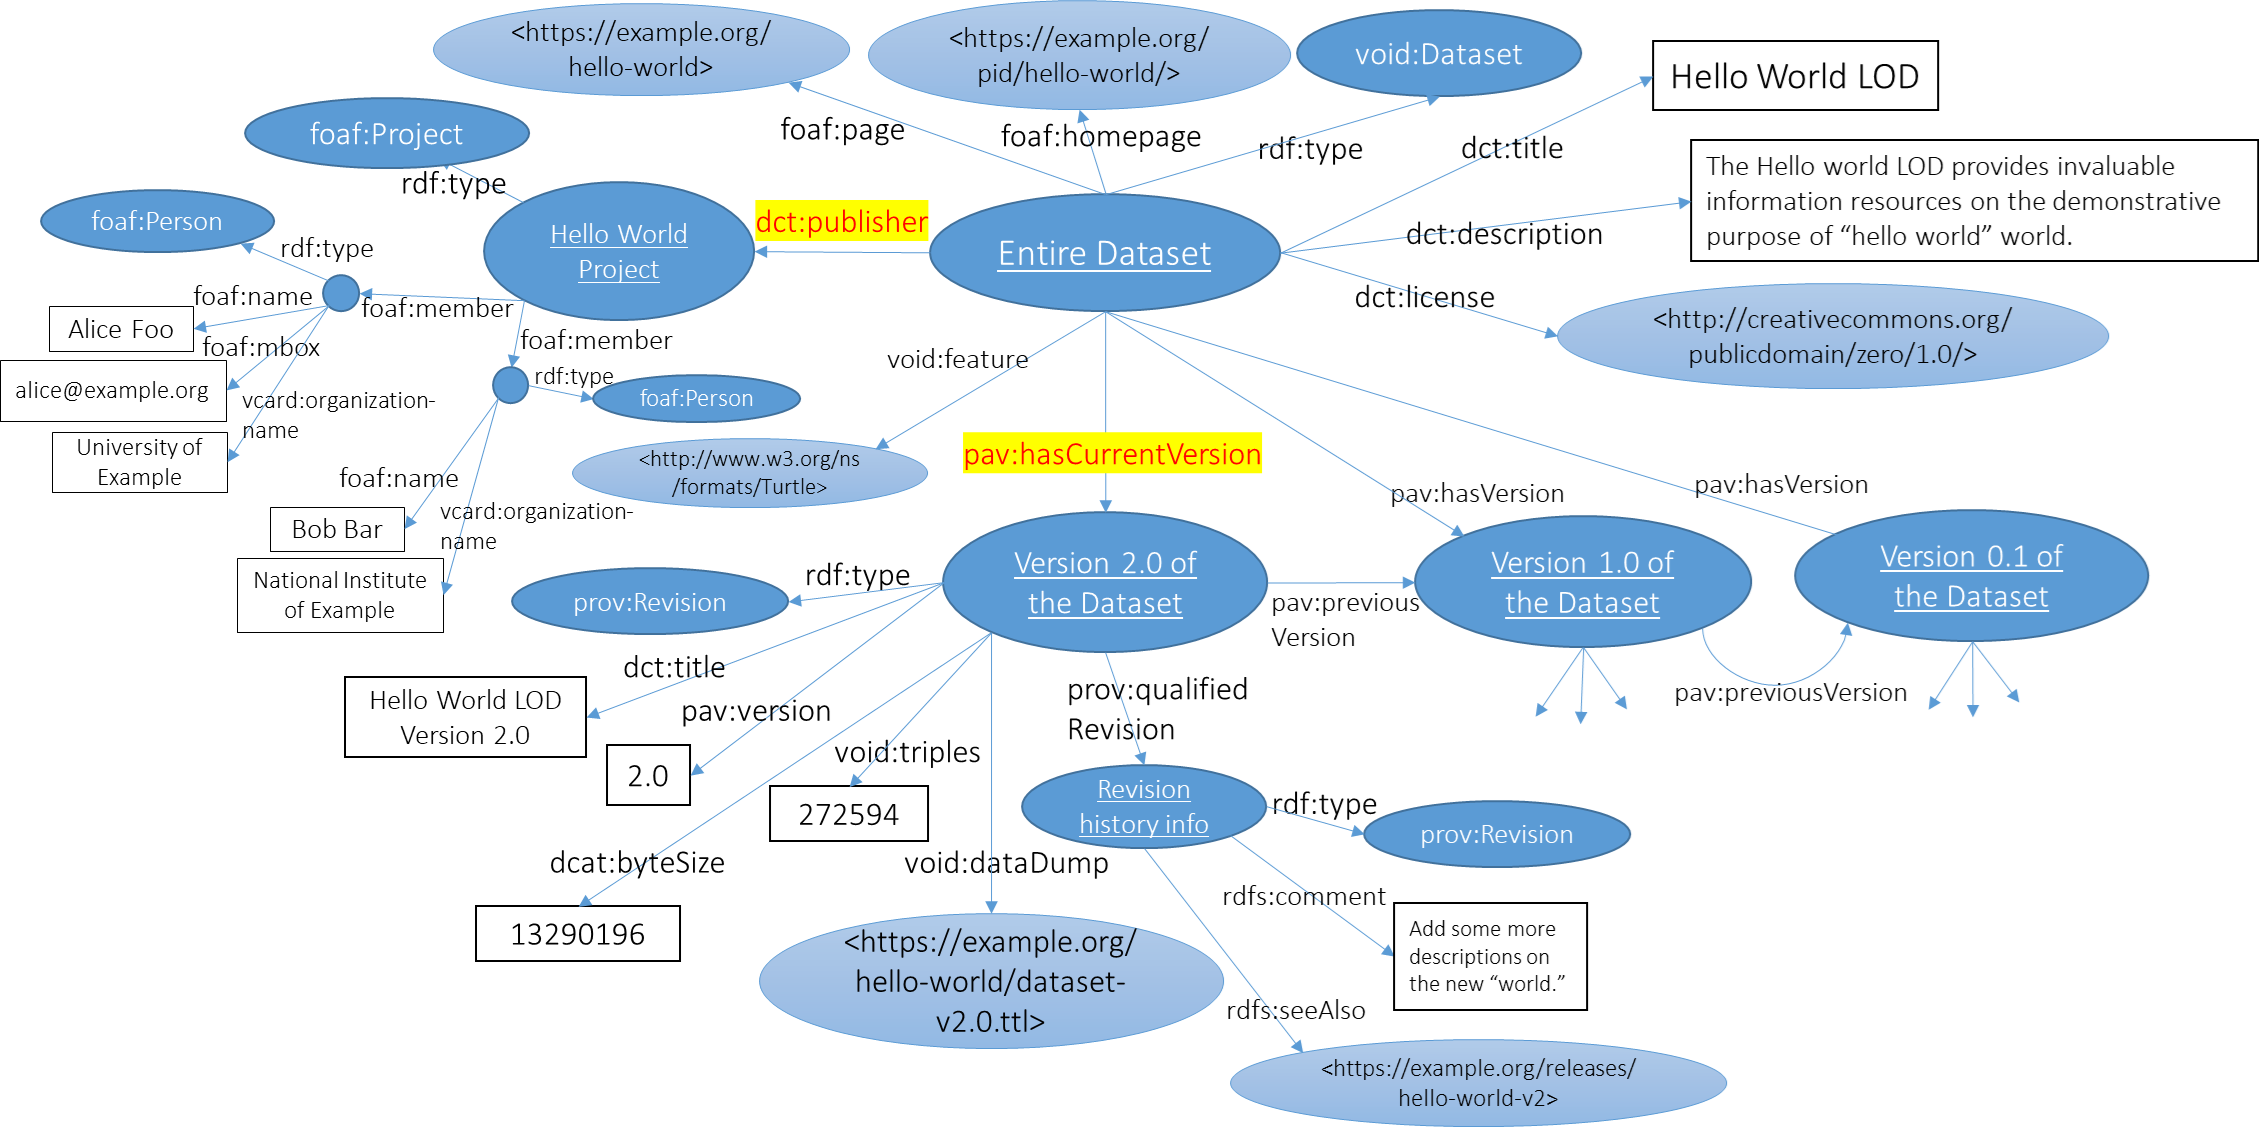 <https://example.org/
hello-world>
<https://example.org/
pid/hello-world/>
void:Dataset
Hello World LOD
foaf:Project
foaf:page
foaf:homepage
rdf:type
dct:title
The Hello world LOD provides invaluable
information resources on the demonstrative
purpose of “hello world” world.
rdf:type
foaf:Person
dct:publisher
Hello World
Project
Entire Dataset
dct:description
rdf:type
foaf:name
foaf:member
dct:license
<http://creativecommons.org/
publicdomain/zero/1.0/>
Alice Foo
foaf:mbox
foaf:member
void:feature
alice@example.org
rdf:type
foaf:Person
vcard:organization-
name
University of
Example
<http://www.w3.org/ns
/formats/Turtle>
pav:hasCurrentVersion
foaf:name
pav:hasVersion
pav:hasVersion
Bob Bar
vcard:organization-
name
National Institute
of Example
rdf:type
prov:Revision
Version 2.0 of
the Dataset
pav:previous
Version
Version 1.0 of
the Dataset
Version 0.1 of
the Dataset
dct:title
Hello World LOD
Version 2.0
pav:version
prov:qualified
Revision
pav:previousVersion
2.0
void:triples
272594
Revision
history info
rdf:type
prov:Revision
dcat:byteSize
void:dataDump
13290196
rdfs:comment
Add some more
descriptions on
the new “world.”
<https://example.org/
hello-world/dataset-
v2.0.ttl>
rdfs:seeAlso
<https://example.org/releases/
hello-world-v2>